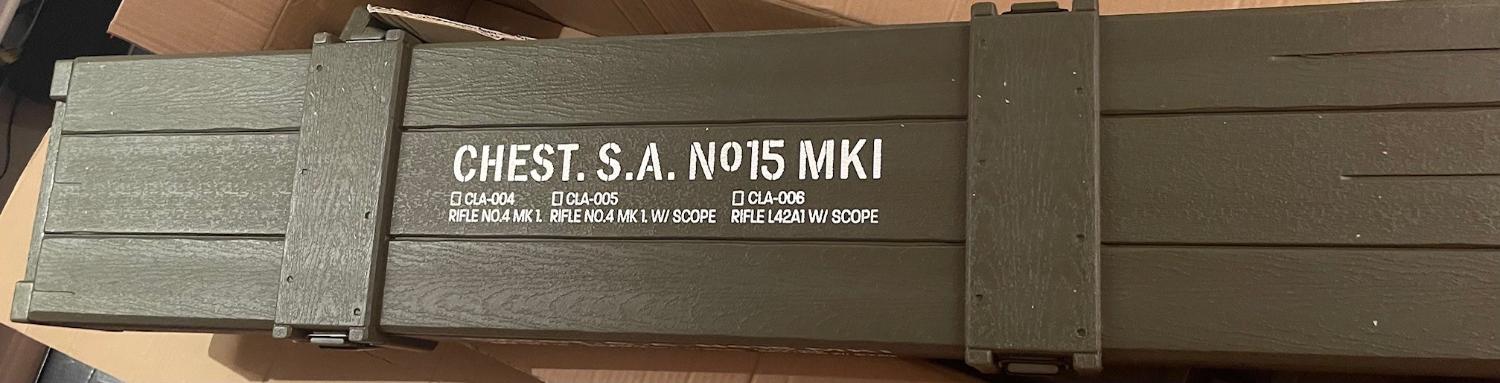 CHEST. S.A. Nº15 MKI
☐ CLA-004 ☐ CLA-005 ☐ CLA-006
RIFLE NO.4 MK 1. RIFLE NO.4 MK 1. W/ SCOPE RIFLE L42A1 W/ SCOPE